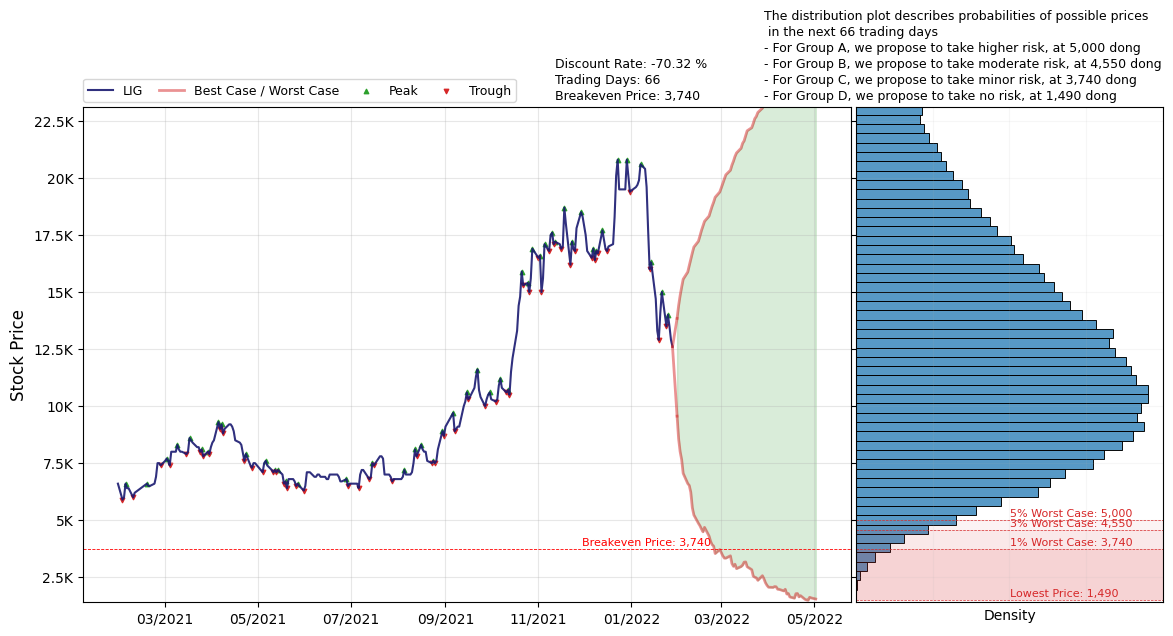 The distribution plot describes probabilities of possible prices
in the next 66 trading days
- For Group A, we propose to take higher risk, at 5,000 dong
- For Group B, we propose to take moderate risk, at 4,550 dong
- For Group C, we propose to take minor risk, at 3,740 dong
- For Group D, we propose to take no risk, at 1,490 dong
Discount Rate: -70.32 %
Trading Days: 66
Breakeven Price: 3,740
LIG
Best Case / Worst Case
Peak
Trough
Stock Price
22.5K
20K
17.5K
15K
12.5K
10K
7.5K
5K
2.5K
Breakeven Price: 3,740
5% Worst Case: 5,000
3% Worst Case: 4,550
1% Worst Case: 3,740
Lowest Price: 1,490
03/2021
05/2021
07/2021
09/2021
11/2021
01/2022
03/2022
05/2022
Density